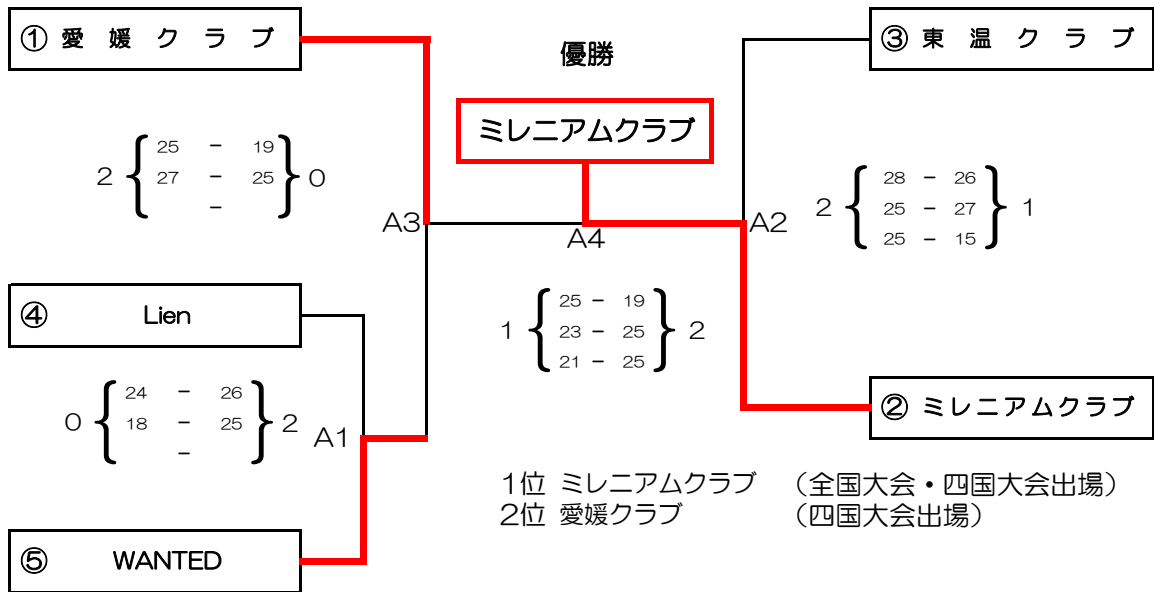 ① 愛 媛 ク ラ ブ
優勝
③ 東 温 ク ラ ブ
ミレニアムクラブ
2 { 25 - 19 } 0
27 - 25
-
2 { 28 - 26 } 1
25 - 27
25 - 15
A3
A4
A2
④ Lien
1 { 25 - 19 } 2
23 - 25
21 - 25
0 { 24 - 26 } 2
18 - 25
-
A1
② ミレニアムクラブ
1位 ミレニアムクラブ (全国大会・四国大会出場)
2位 愛媛クラブ (四国大会出場)
⑤ WANTED